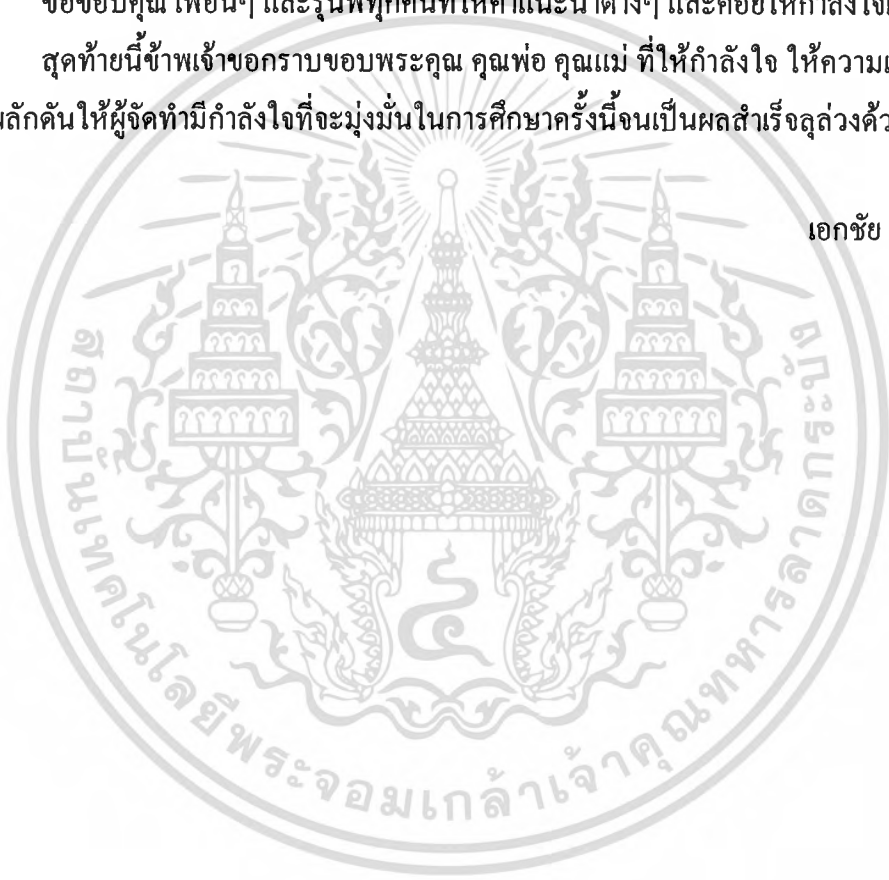 ขอขอบคุณ เพื่อนๆ และรุ่นพี่ทุกคนที่ให้คำแนะนำต่างๆ และคอยให้กำลังใจ
สุดท้ายนี้ข้าพเจ้าขอกราบขอบพระคุณ คุณพ่อ คุณแม่ ที่ให้กำลังใจ ให้ความ
ลักดันให้ผู้จัดทำมีกำลังใจที่จะมุ่งมั่นในการศึกษาครั้งนี้จนเป็นผลสำเร็จลุล่วงด้ว
เอกชัย
สถาบันเทคโนโลยีพระจอมเกล้าเจ้าคุณทหารลาดกระบัง
๔